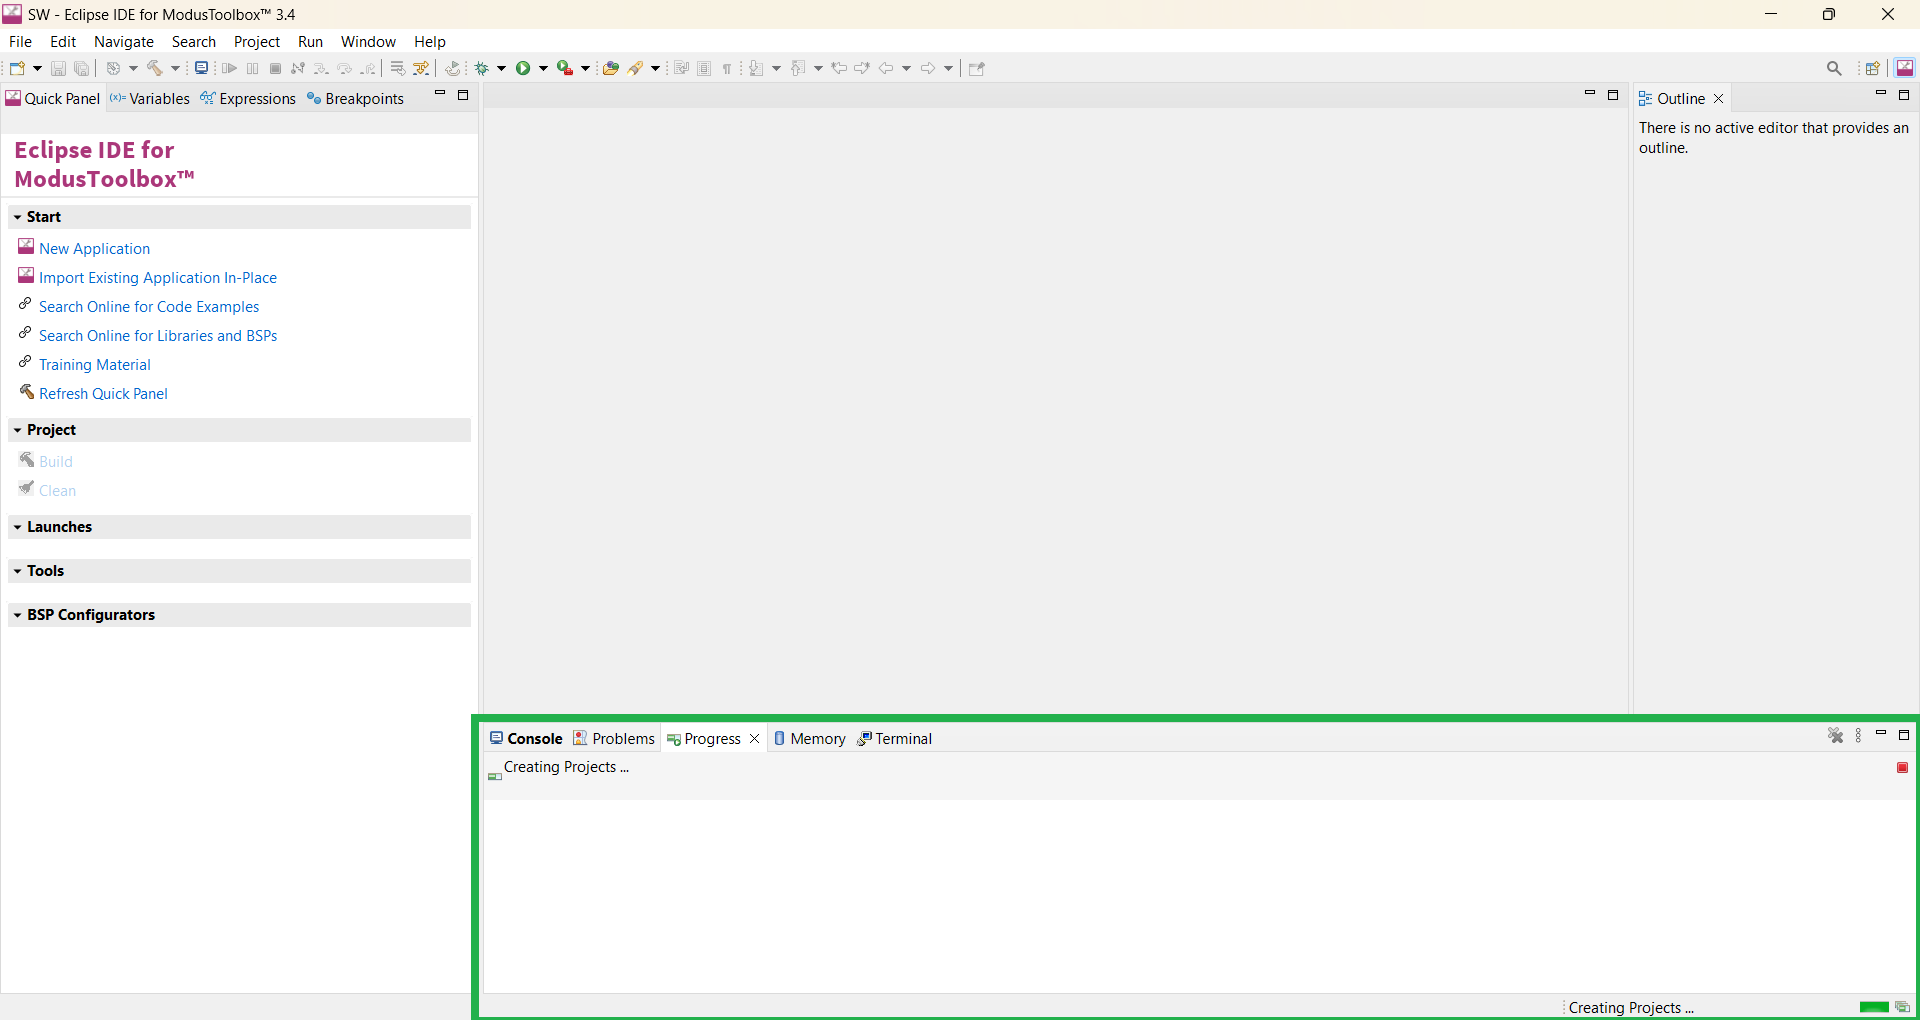 SW - Eclipse IDE for ModusToolbox™ 3.4
File Edit Navigate Search Project Run Window Help
Quick Panel (x)= Variables Expressions Breakpoints
Outline
There is no active editor that provides an
outline.
Eclipse IDE for
ModusToolbox™
Start
New Application
Import Existing Application In-Place
Search Online for Code Examples
Search Online for Libraries and BSPs
Training Material
Refresh Quick Panel
Project
Build
Clean
Launches
Tools
BSP Configurators
Console Problems Progress Memory Terminal
Creating Projects ...
Creating Projects ...